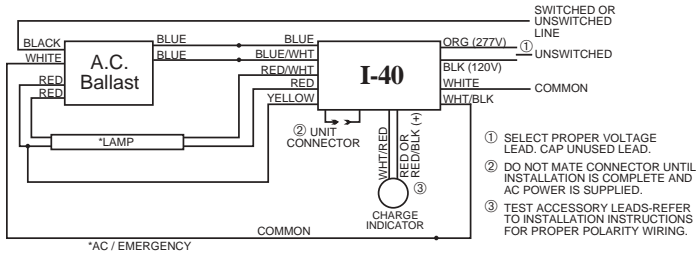 SWITCHED OR
UNSWITCHED
LINE
BLACK
WHITE
RED
RED
A.C.
Ballast
BLUE
BLUE
BLUE
BLUE/WHT
RED/WHT
RED
YELLOW
I-40
ORG (277V)
① UNSWITCHED
BLK (120V)
WHITE
COMMON
WHT/BLK
*LAMP
② UNIT
CONNECTOR
WHT/RED
RED OR
RED/BLK (+)
③
CHARGE
INDICATOR
COMMON
*AC / EMERGENCY
① SELECT PROPER VOLTAGE
LEAD. CAP UNUSED LEAD.
② DO NOT MATE CONNECTOR UNTIL
INSTALLATION IS COMPLETE AND
AC POWER IS SUPPLIED.
③ TEST ACCESSORY LEADS-REFER
TO INSTALLATION INSTRUCTIONS
FOR PROPER POLARITY WIRING.